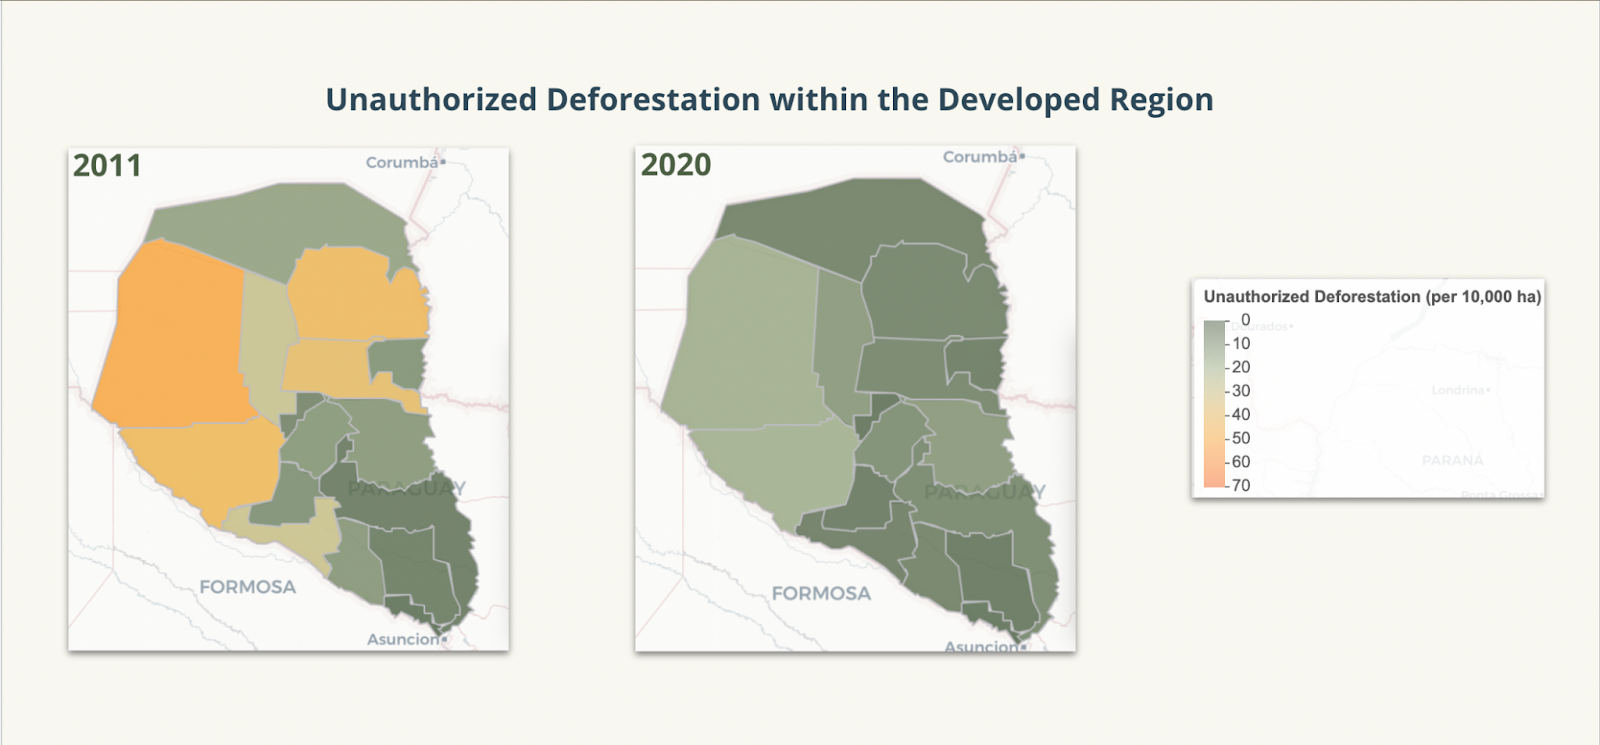 Unauthorized Deforestation within the Developed Region
2011
Corumbá
PARAGUAY
FORMOSA
Asuncion
2020
Corumbá
PARAGUAY
FORMOSA
Asuncion
Unauthorized Deforestation (per 10,000 ha)
0
Dourados
10
20
30
Londrina
40
50
60
PARANÁ
70
Ponta Grossa